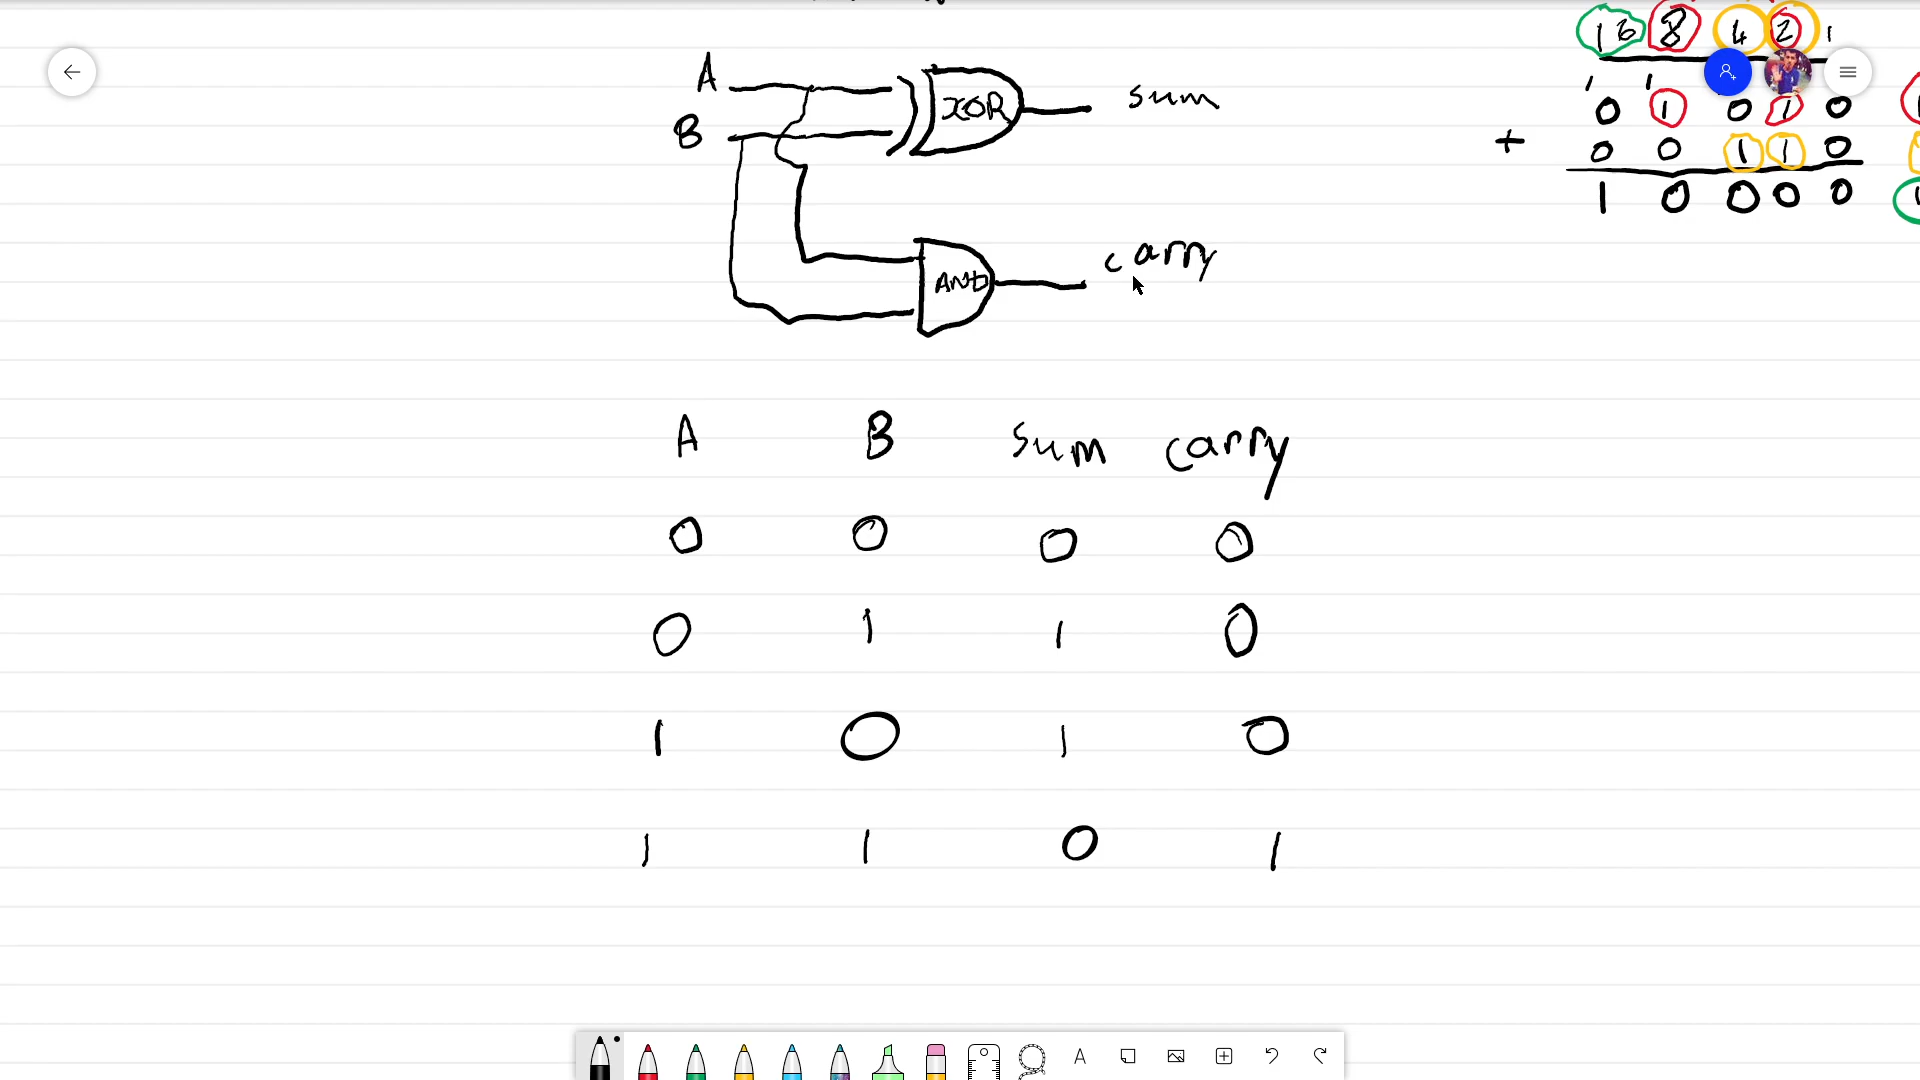 16 8 4 2 1
A
XOR
sum
1 1
0 1 0 1 0
B
+ 0 0 1 1 0
1 0 0 0 0
AND
carry
A B sum carry
0 0 0 0
0 1 1 0
1 0 1 0
1 1 0 1
A